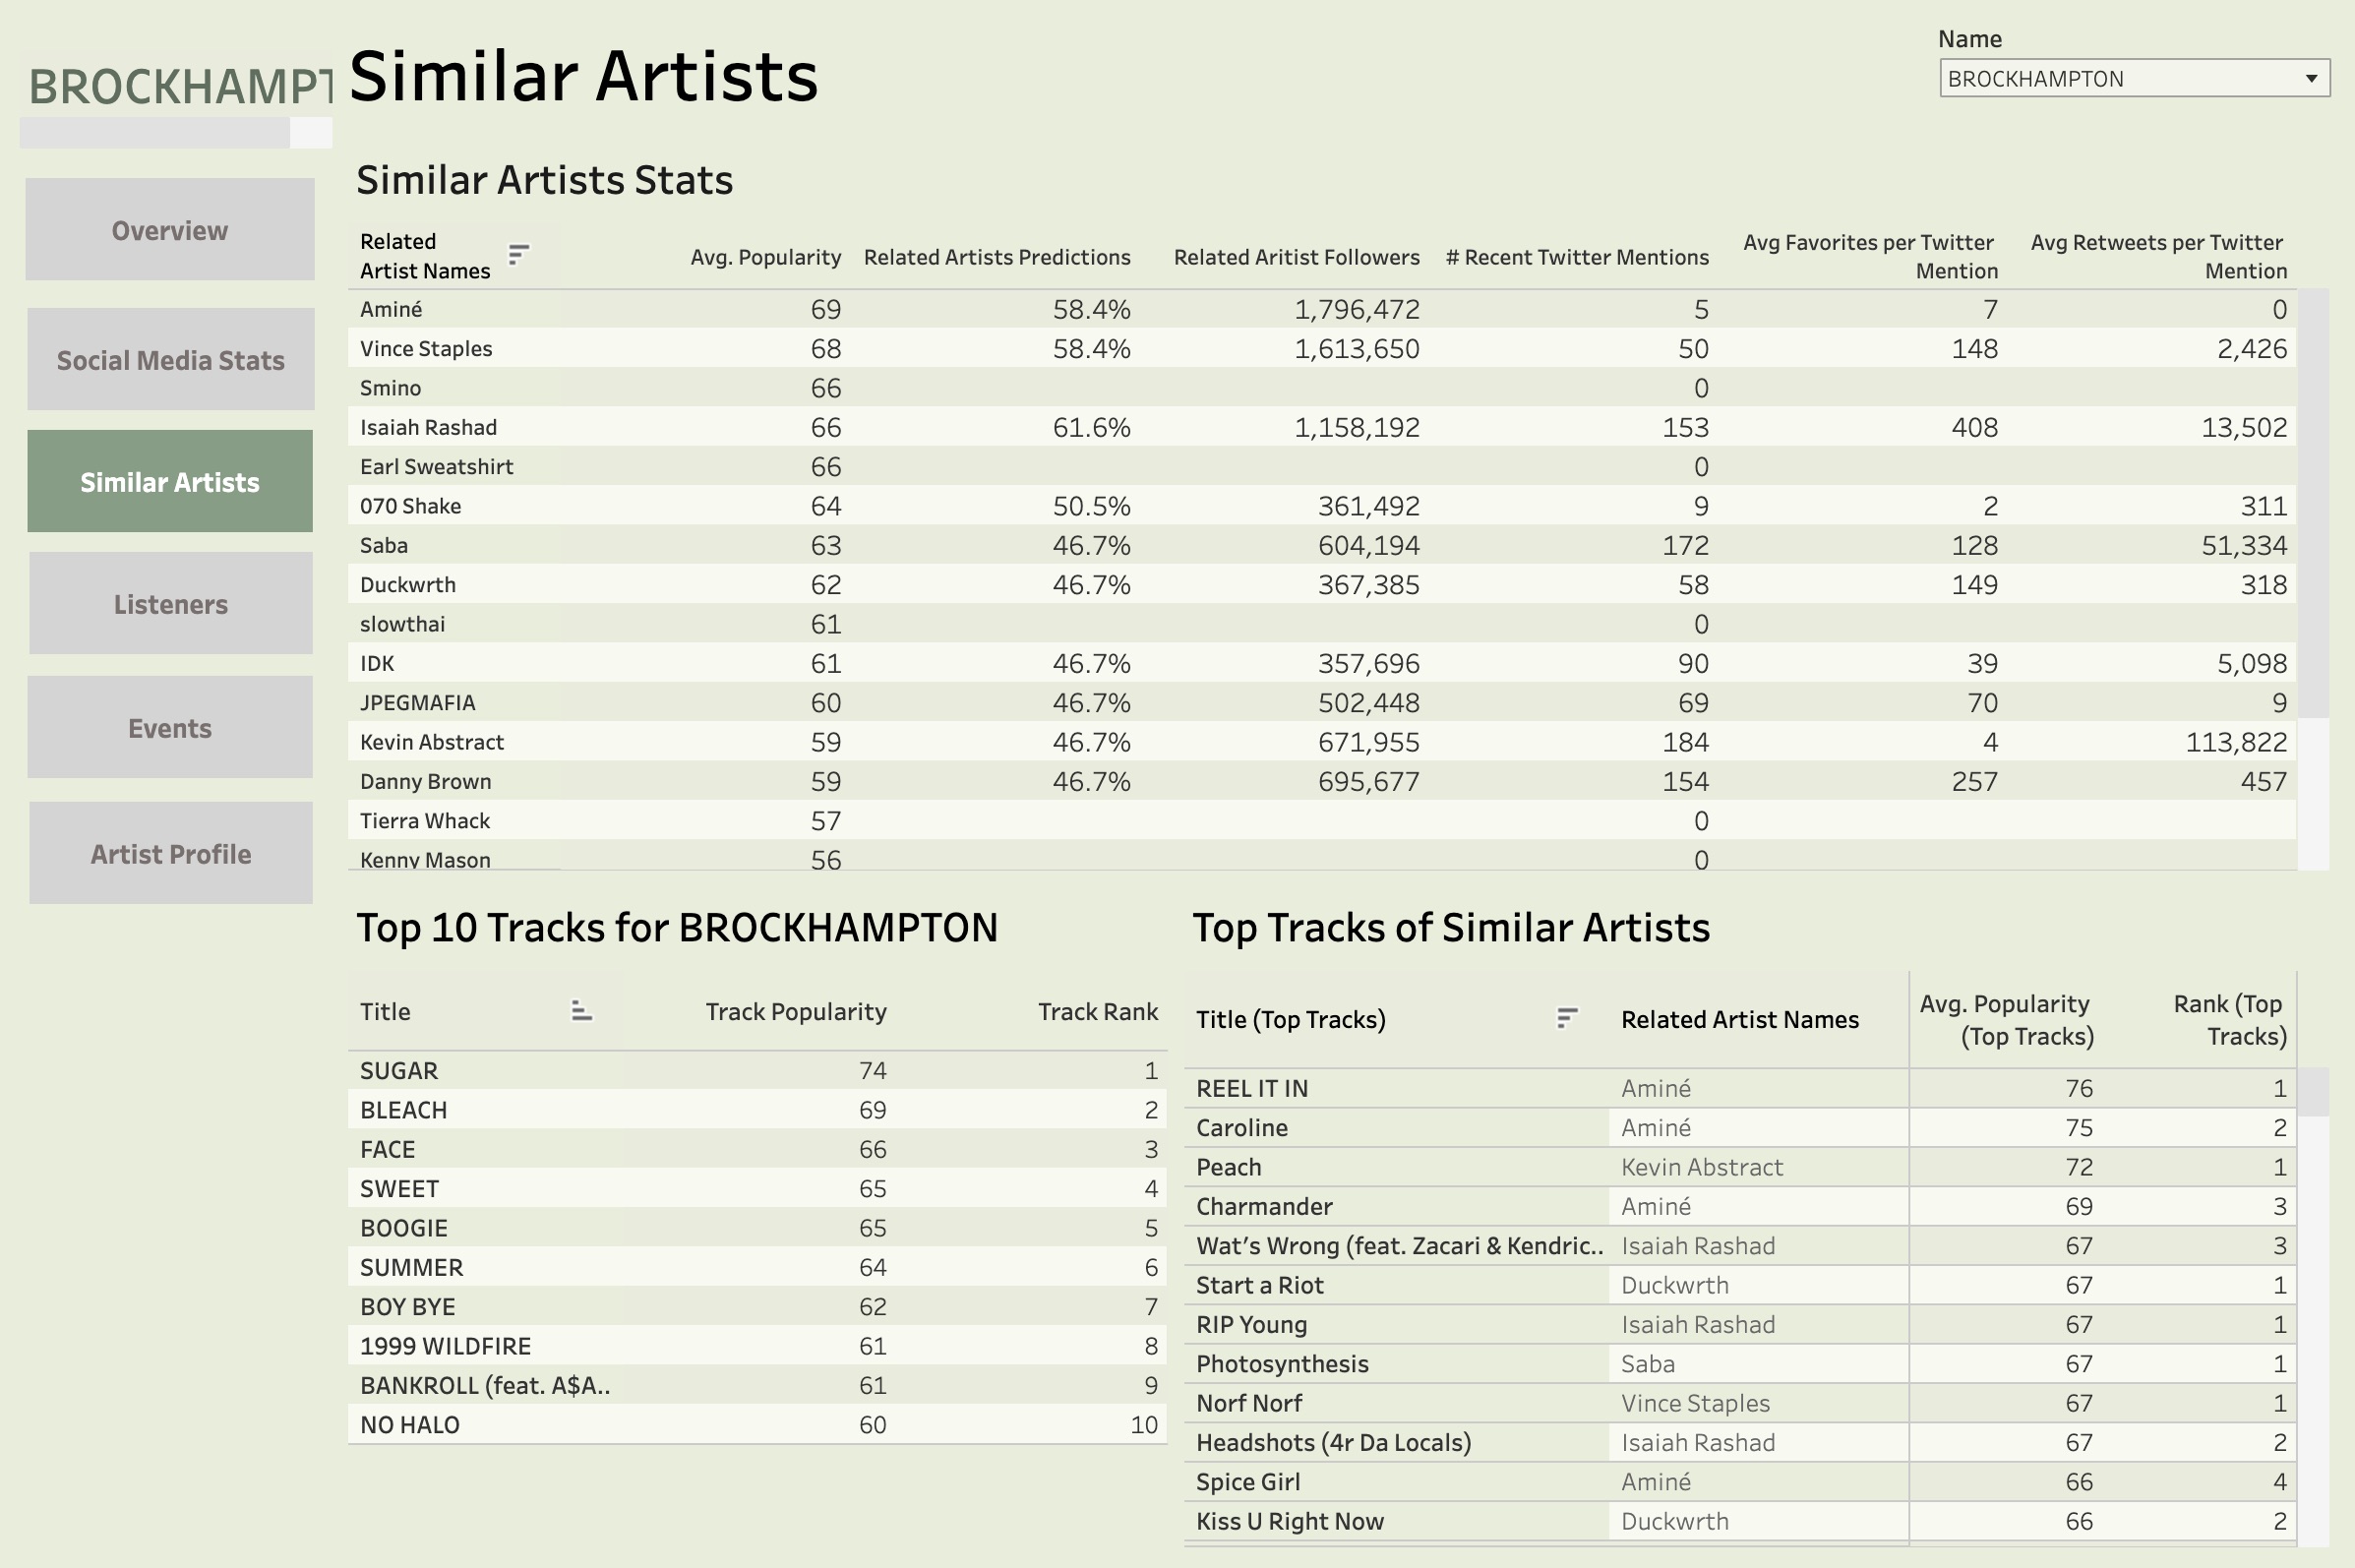 BROCKHAMPT
Similar Artists
Name
BROCKHAMPTON
Overview
Social Media Stats
Similar Artists
Listeners
Events
Artist Profile
Similar Artists Stats
Related
Artist Names
Avg. Popularity
Related Artists Predictions
Related Aritist Followers
# Recent Twitter Mentions
Avg Favorites per Twitter
Mention
Avg Retweets per Twitter
Mention
Aminé 69 58.4% 1,796,472 5 7 0
Vince Staples 68 58.4% 1,613,650 50 148 2,426
Smino 66 0
Isaiah Rashad 66 61.6% 1,158,192 153 408 13,502
Earl Sweatshirt 66 0
070 Shake 64 50.5% 361,492 9 2 311
Saba 63 46.7% 604,194 172 128 51,334
Duckwrth 62 46.7% 367,385 58 149 318
slowthai 61 0
IDK 61 46.7% 357,696 90 39 5,098
JPEGMAFIA 60 46.7% 502,448 69 70 9
Kevin Abstract 59 46.7% 671,955 184 4 113,822
Danny Brown 59 46.7% 695,677 154 257 457
Tierra Whack 57 0
Kenny Mason 56 0
Top 10 Tracks for BROCKHAMPTON
Title Track Popularity Track Rank
SUGAR 74 1
BLEACH 69 2
FACE 66 3
SWEET 65 4
BOOGIE 65 5
SUMMER 64 6
BOY BYE 62 7
1999 WILDFIRE 61 8
BANKROLL (feat. A$A.. 61 9
NO HALO 60 10
Top Tracks of Similar Artists
Title (Top Tracks)
Related Artist Names
Avg. Popularity
(Top Tracks)
Rank (Top
Tracks)
REEL IT IN Aminé 76 1
Caroline Aminé 75 2
Peach Kevin Abstract 72 1
Charmander Aminé 69 3
Wat's Wrong (feat. Zacari & Kendric.. Isaiah Rashad 67 3
Start a Riot Duckwrth 67 1
RIP Young Isaiah Rashad 67 1
Photosynthesis Saba 67 1
Norf Norf Vince Staples 67 1
Headshots (4r Da Locals) Isaiah Rashad 67 2
Spice Girl Aminé 66 4
Kiss U Right Now Duckwrth 66 2